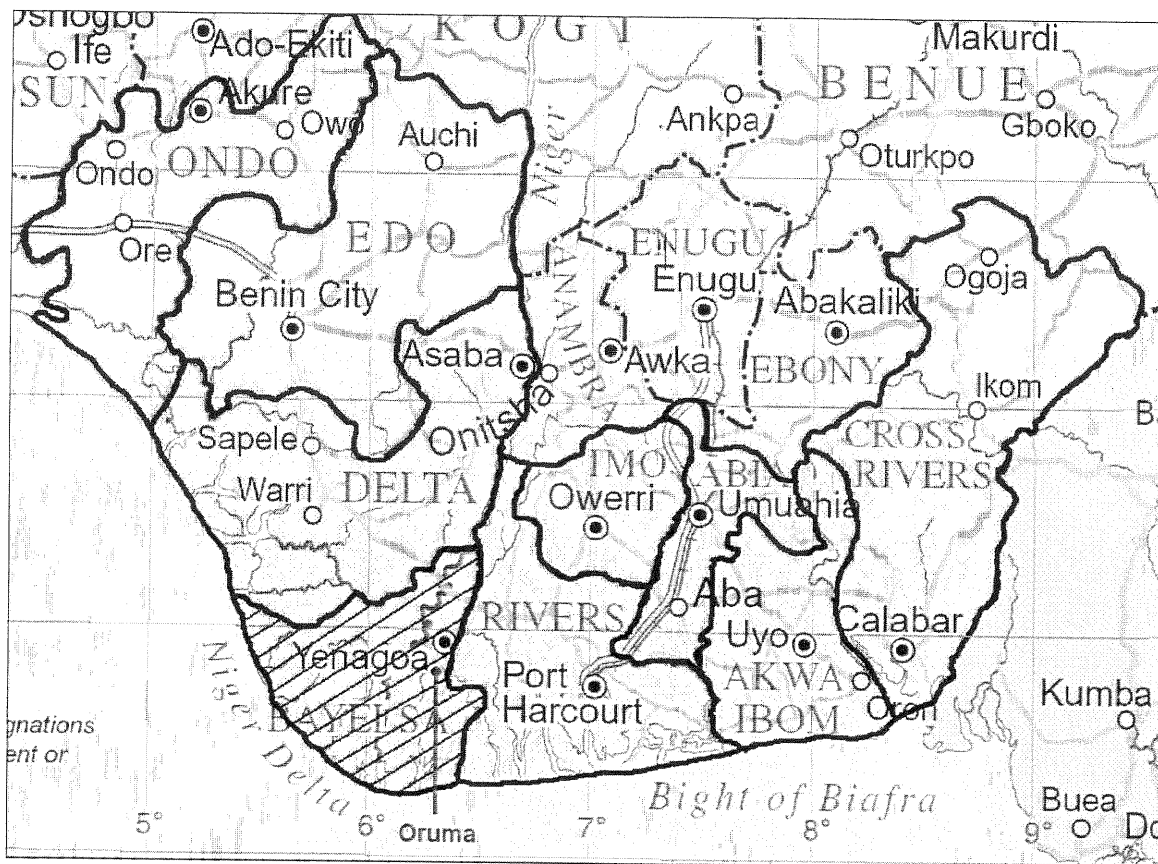 Oshogbo
Ife
SUN
Ado-Ekiti
Akure
Owo
Ondo
ONDO
Ore
KOGI
Auchi
EDO
Benin City
Niger
Ankpa
Makurdi
BENUE
Gboko
Oturkpo
ENUGU
Enugu
ANAMBRA
Awka
Asaba
Onitsha
Abakaliki
EBONY
Ogoja
Ikom
CROSS
RIVERS
Sapele
Warri
DELTA
IMO
Owerri
ABIA
Umuahia
Aba
RIVERS
Port
Harcourt
Uyo
AKWA
IBOM
Calabar
Oron
Yenagoa
BAYELSA
Niger Delta
gnations
ent or
Kumba
Buea
Do
Ba
Bight of Biafra
5°
6°
7°
8°
9°
Oruma